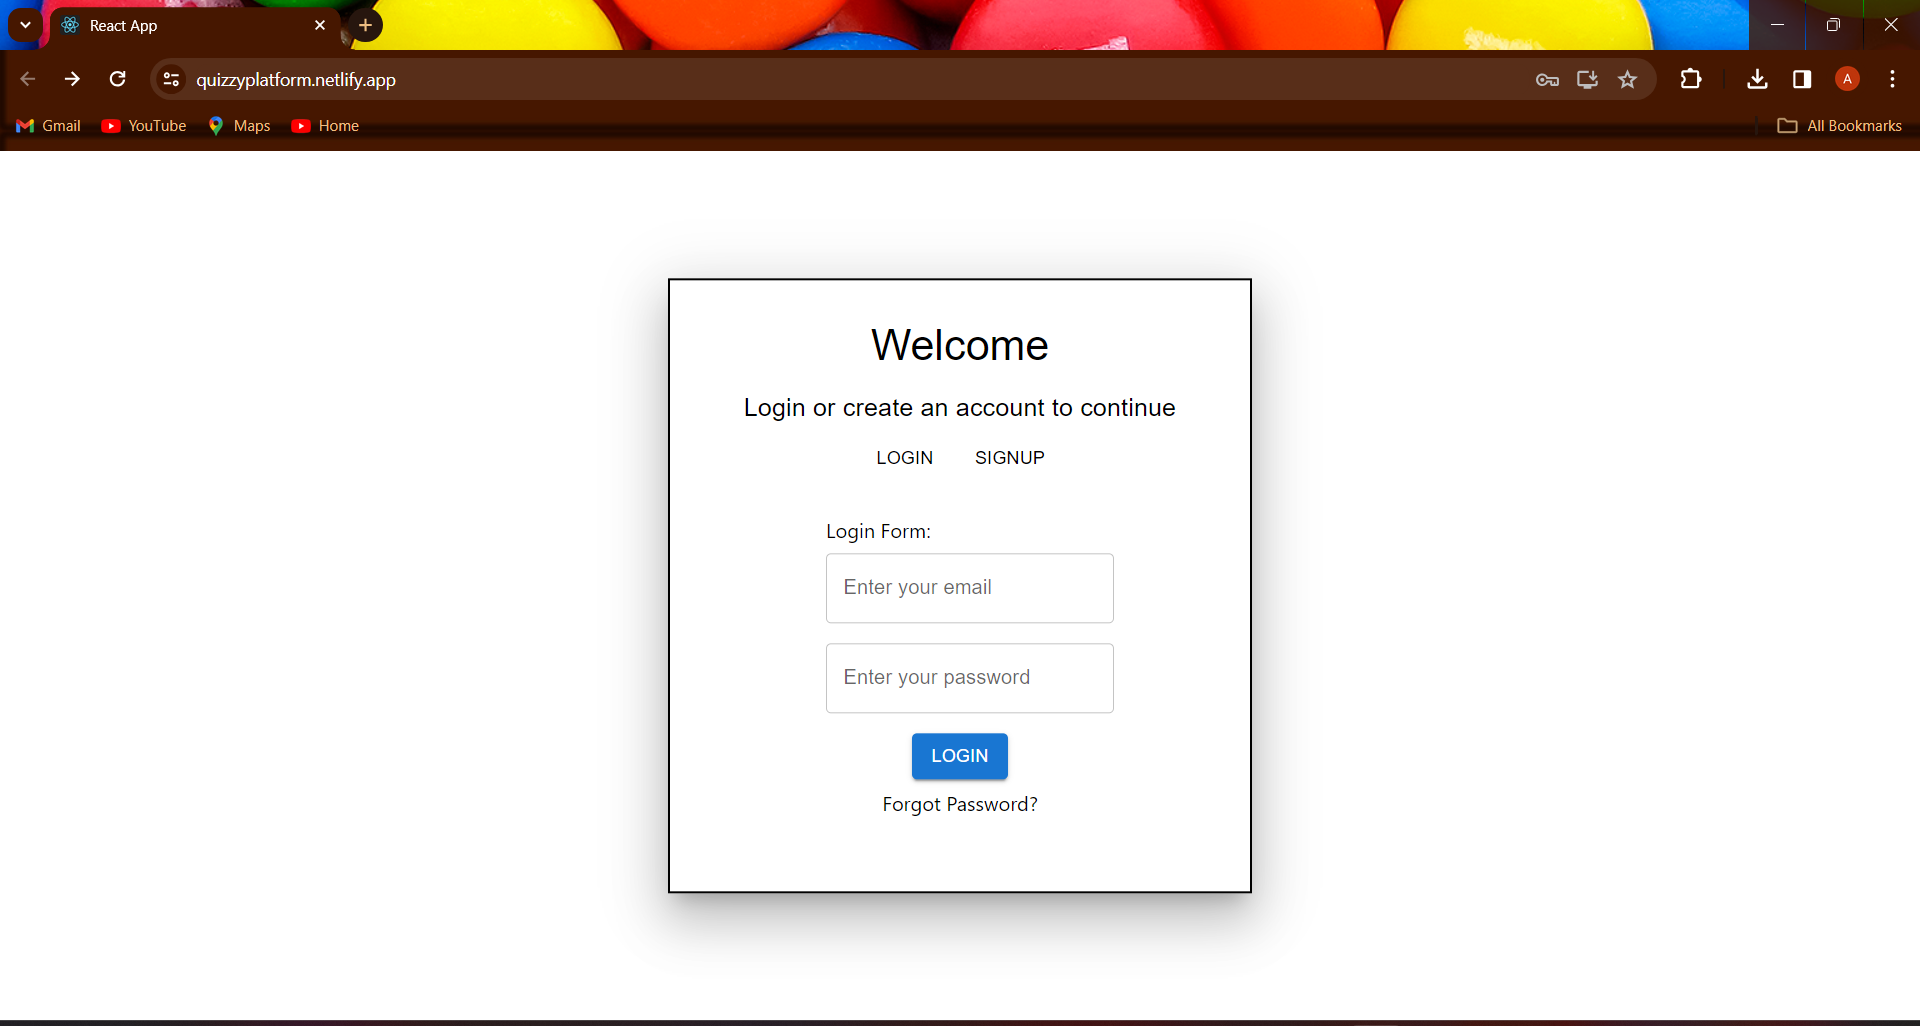 React App
quizzyplatform.netlify.app
A
Gmail YouTube Maps Home All Bookmarks
Welcome
Login or create an account to continue
LOGIN SIGNUP
Login Form:
Enter your email
Enter your password
LOGIN
Forgot Password?